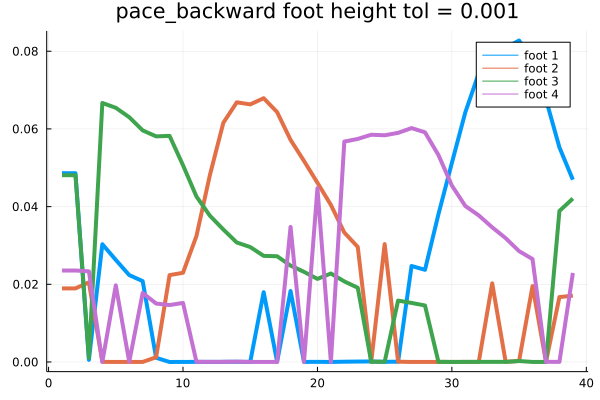 pace_backward foot height tol = 0.001
0.08
0.06
0.04
0.02
0.00
foot 1
foot 2
foot 3
foot 4
0 10 20 30 40